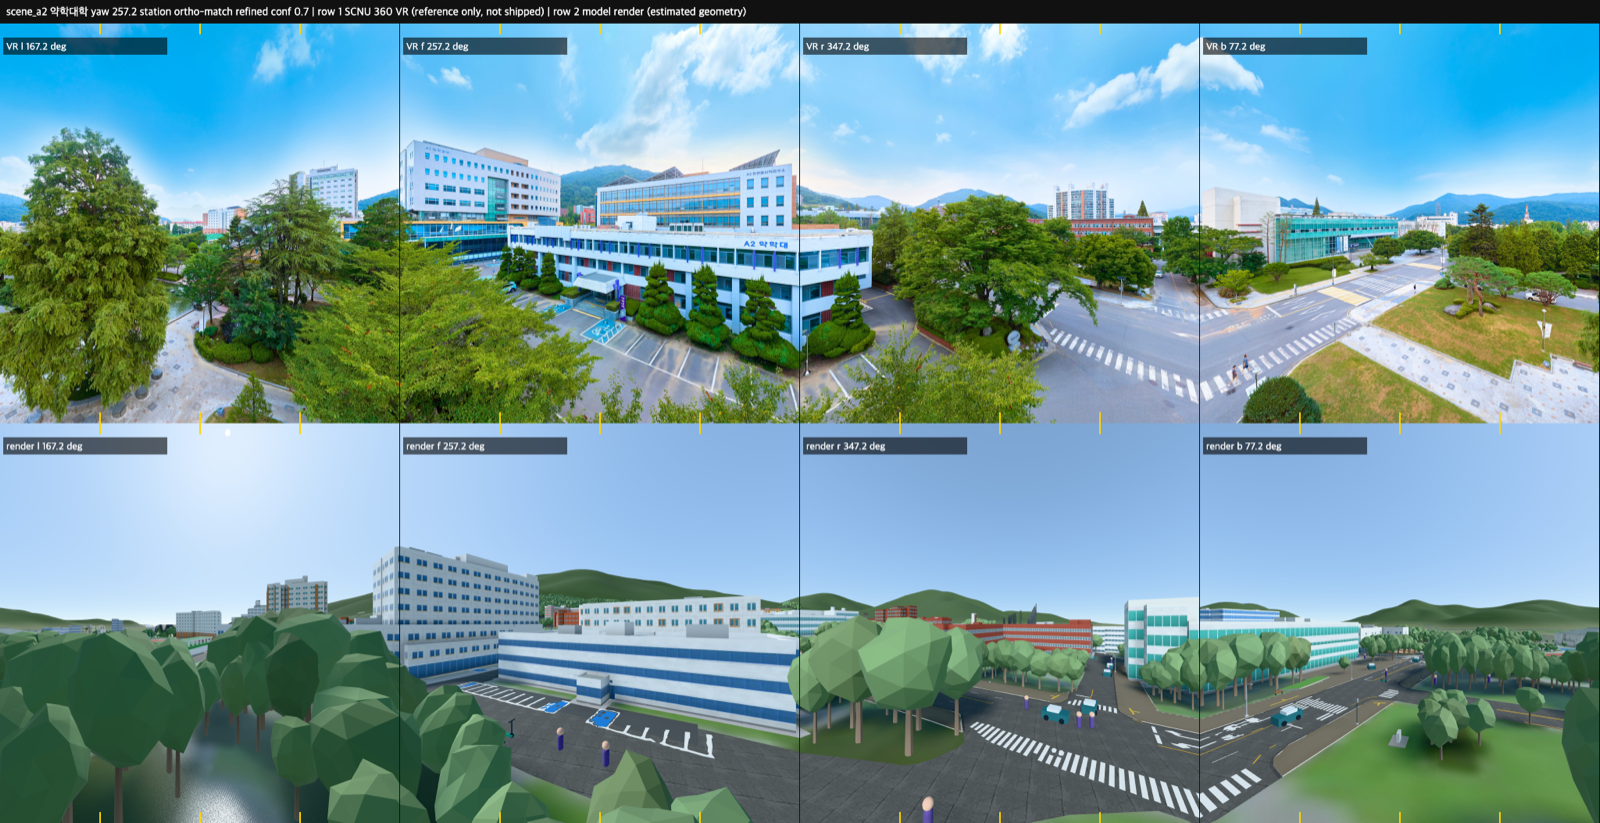 scene_a2 약학대학 yaw 257.2 station ortho-match refined conf 0.7 | row 1 SCNU 360 VR (reference only, not shipped) | row 2 model render (estimated geometry)
VR l 167.2 deg
VR f 257.2 deg
VR r 347.2 deg
VR b 77.2 deg
A2 약학대
render l 167.2 deg
render f 257.2 deg
render r 347.2 deg
render b 77.2 deg